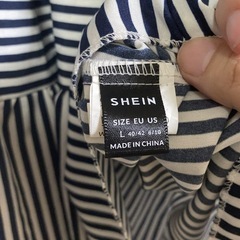 SHEIN
SIZE EU US
L 40/42 8/10
MADE IN CHINA